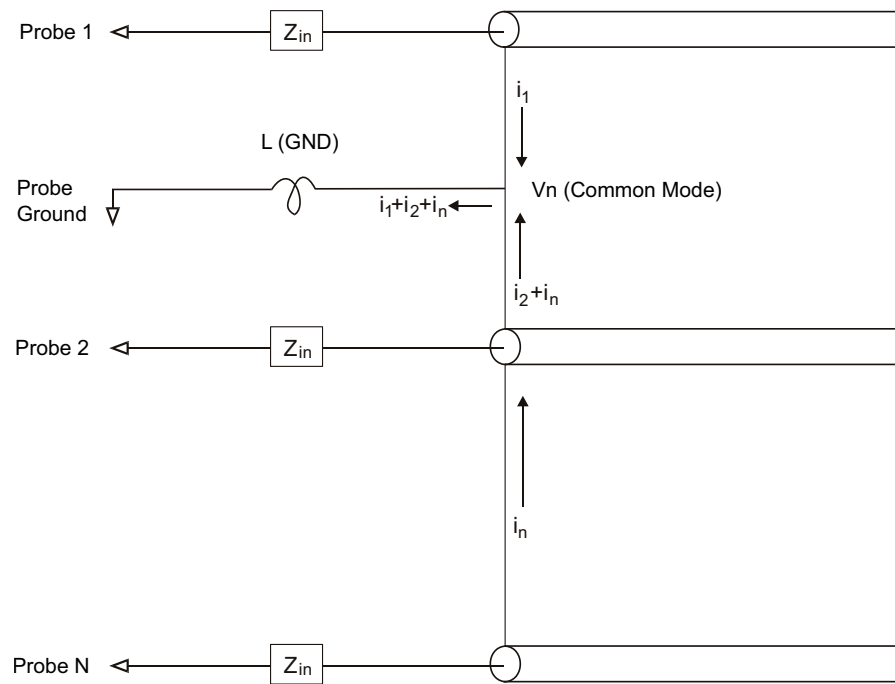 Probe 1
Zin
i1
L (GND)
Probe
Ground
Vn (Common Mode)
i1+i2+in
i2+in
Probe 2
Zin
in
Probe N
Zin